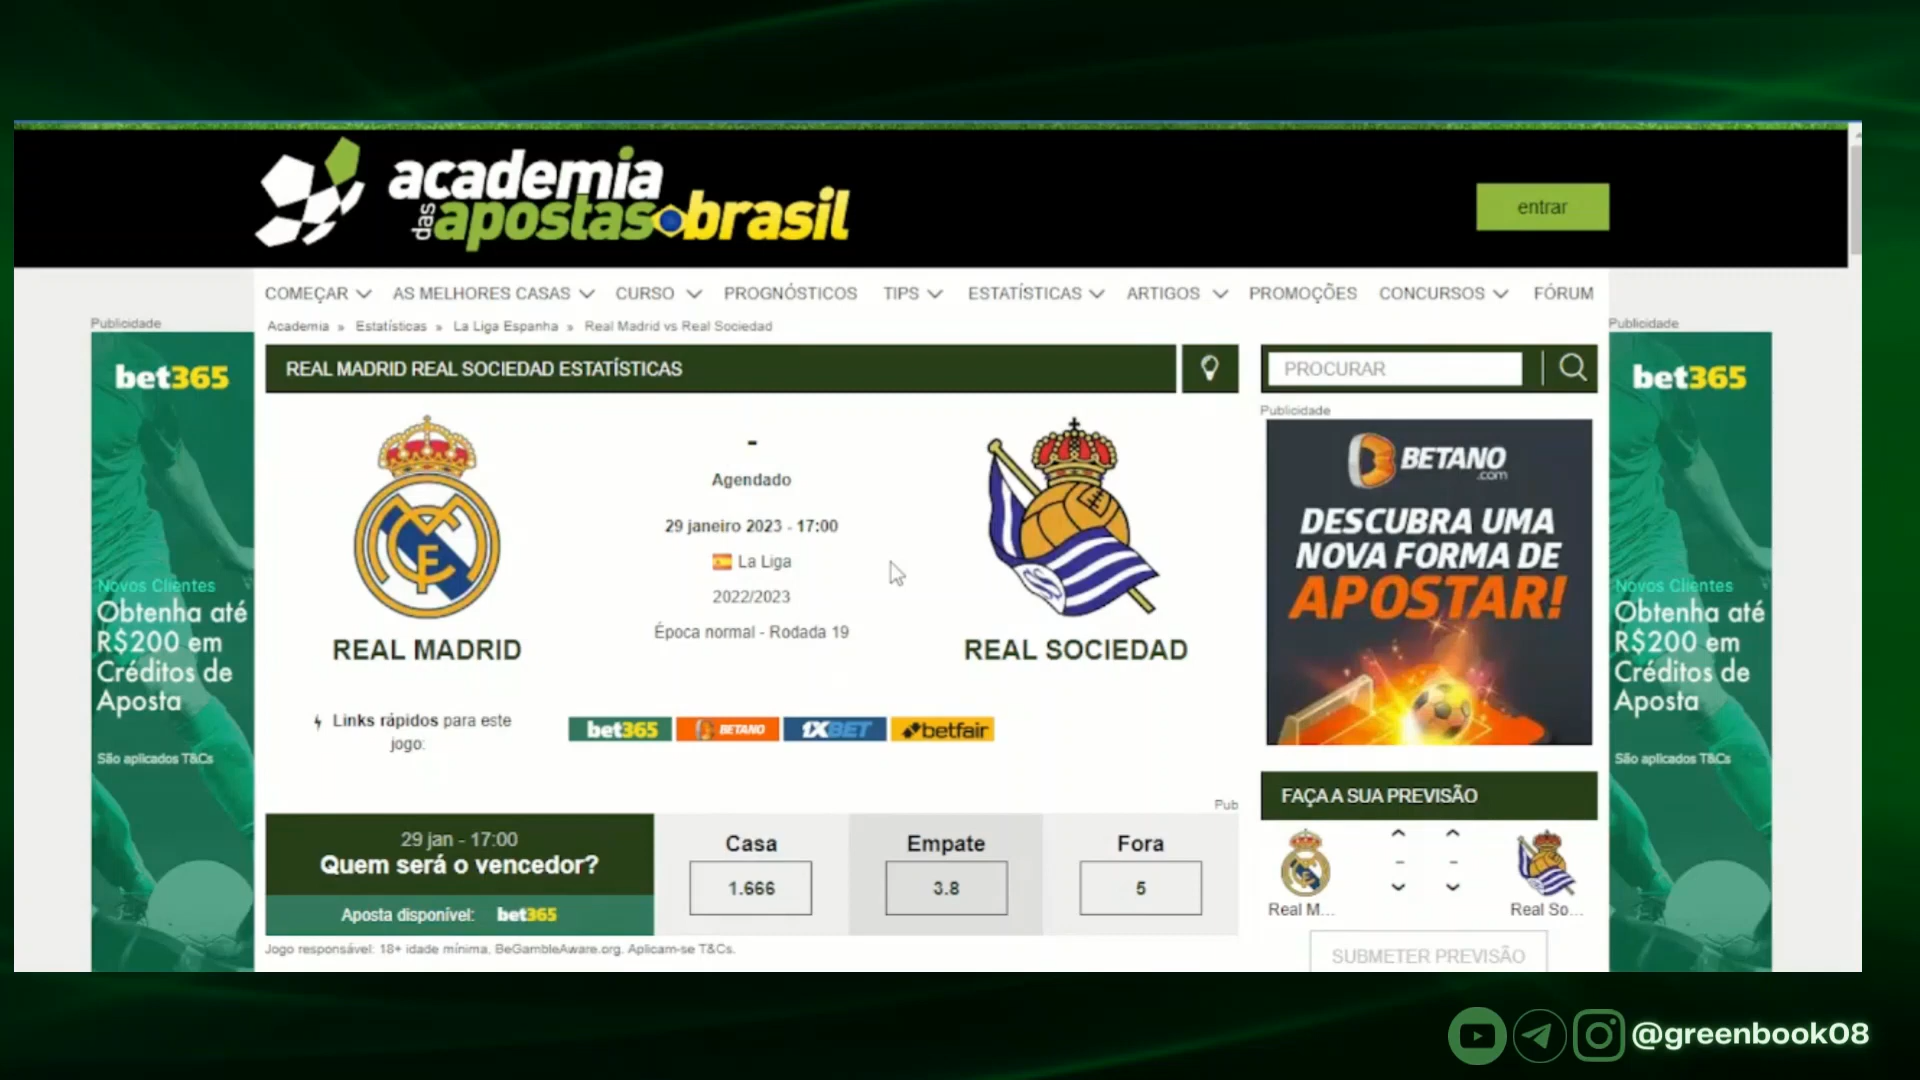 academia
das apostas brasil
entrar
COMEÇAR AS MELHORES CASAS CURSO PROGNÓSTICOS TIPS ESTATÍSTICAS ARTIGOS PROMOÇÕES CONCURSOS FÓRUM
Academia » Estatísticas » La Liga Espanha » Real Madrid vs Real Sociedad
Publicidade
bet365
Novos Clientes
Obtenha até
R$200 em
Créditos de
Aposta
São aplicados T&Cs
REAL MADRID REAL SOCIEDAD ESTATÍSTICAS
-
Agendado
29 janeiro 2023 - 17:00
La Liga
2022/2023
Época normal - Rodada 19
REAL MADRID
REAL SOCIEDAD
Links rápidos para este
jogo:
bet365 BETANO 1XBET betfair
Pub
29 jan - 17:00
Quem será o vencedor?
Aposta disponível: bet365
Casa
1.666
Empate
3.8
Fora
5
Jogo responsável: 18+ idade mínima, BeGambleAware.org. Aplicam-se T&Cs.
PROCURAR
Publicidade
BETANO
.com
DESCUBRA UMA
NOVA FORMA DE
APOSTAR!
FAÇA A SUA PREVISÃO
- -
Real M... Real So...
SUBMETER PREVISÃO
Publicidade
bet365
Novos Clientes
Obtenha até
R$200 em
Créditos de
Aposta
São aplicados T&Cs
@greenbook08